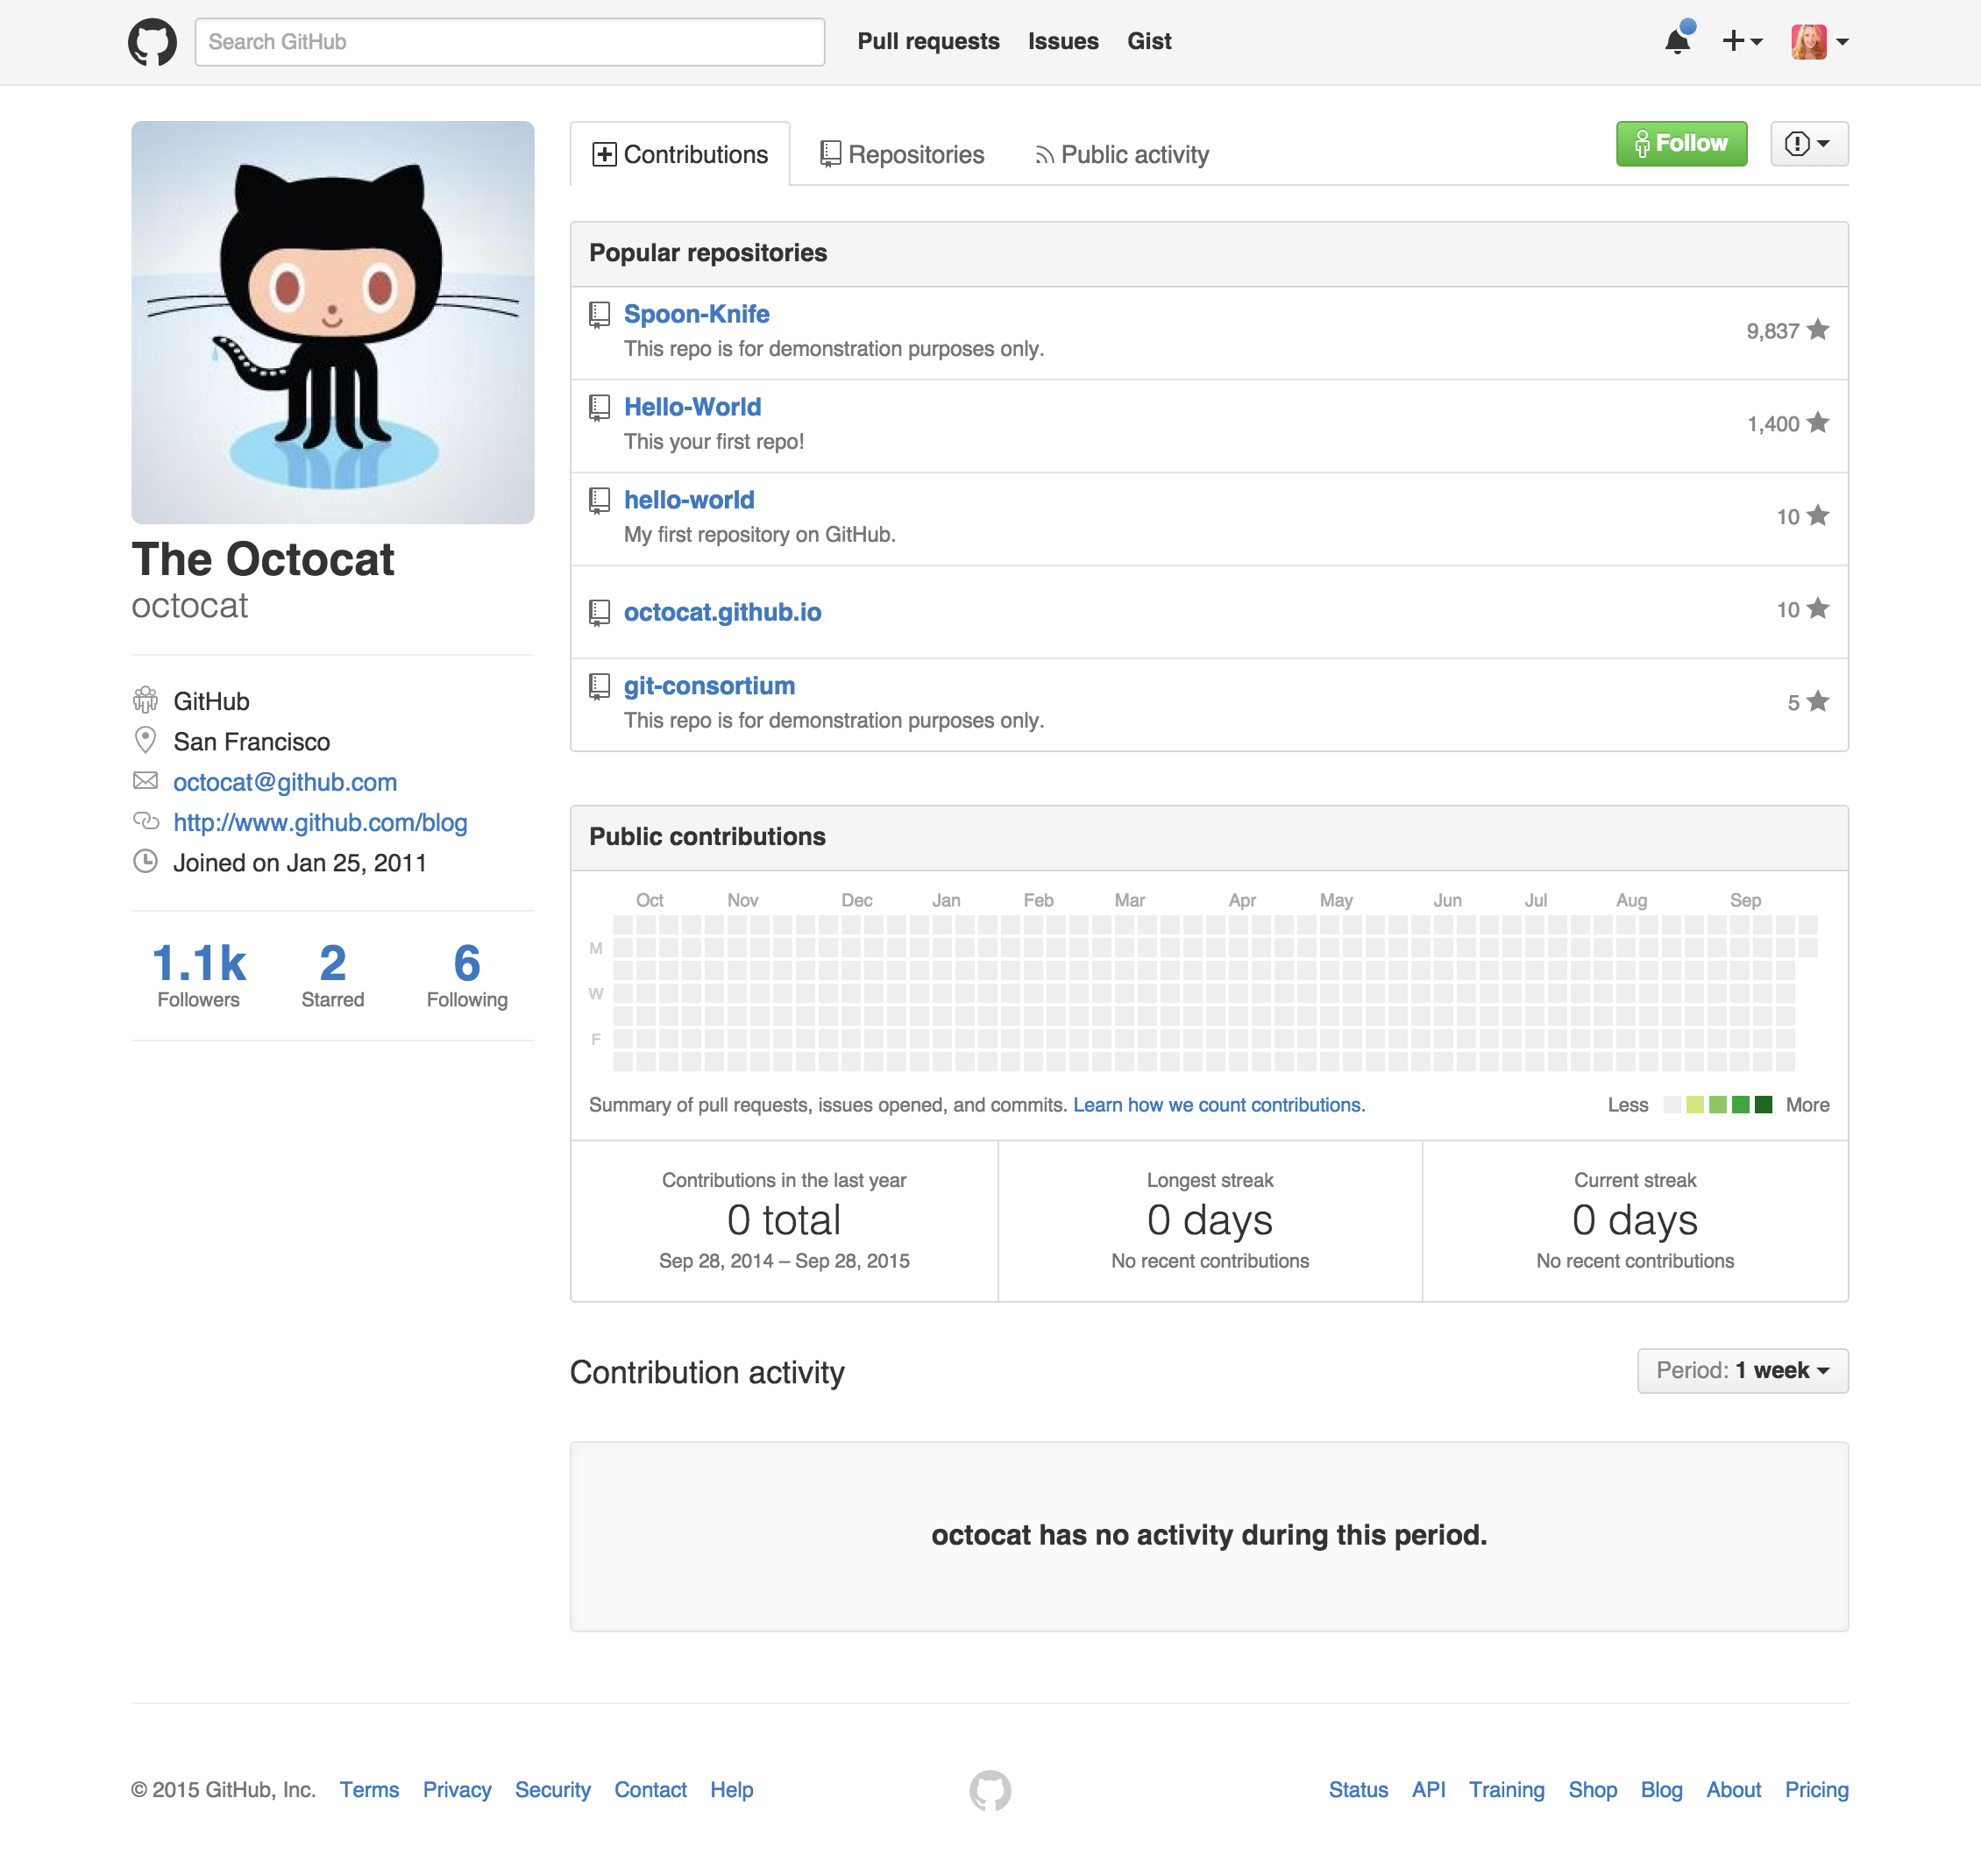 Search GitHub
Pull requests Issues Gist
Contributions Repositories Public activity
Follow
The Octocat
octocat
GitHub
San Francisco
octocat@github.com
http://www.github.com/blog
Joined on Jan 25, 2011
1.1k 2 6
Followers Starred Following
Popular repositories
Spoon-Knife
This repo is for demonstration purposes only.
9,837
Hello-World
This your first repo!
1,400
hello-world
My first repository on GitHub.
10
octocat.github.io
10
git-consortium
This repo is for demonstration purposes only.
5
Public contributions
Oct Nov Dec Jan Feb Mar Apr May Jun Jul Aug Sep
M
W
F
Summary of pull requests, issues opened, and commits. Learn how we count contributions.
Less More
Contributions in the last year
0 total
Sep 28, 2014 – Sep 28, 2015
Longest streak
0 days
No recent contributions
Current streak
0 days
No recent contributions
Contribution activity
Period: 1 week
octocat has no activity during this period.
© 2015 GitHub, Inc. Terms Privacy Security Contact Help
Status API Training Shop Blog About Pricing